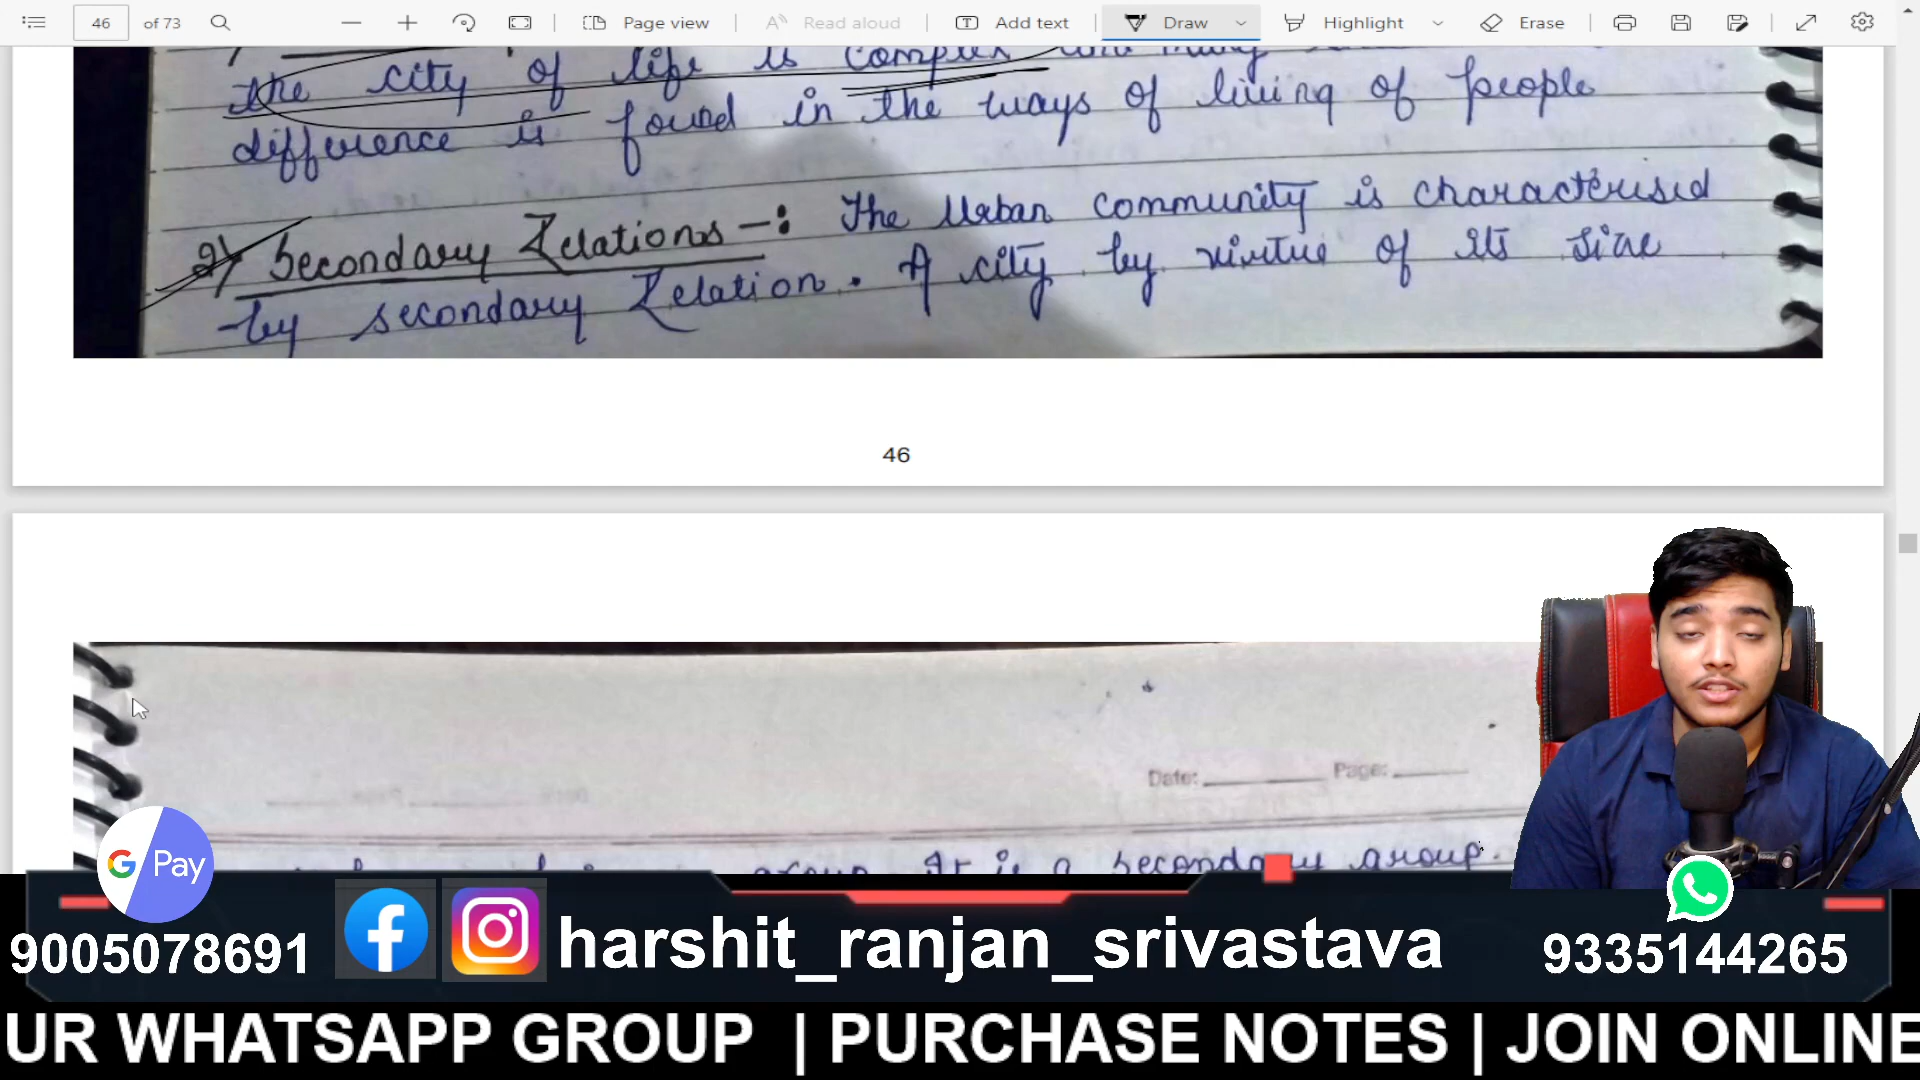 46 of 73 Page view Read aloud Add text Draw Highlight Erase
the city of life is complex and many
difference is found in the ways of living of people
2) Secondary Relations -: The Urban community is characterised
by secondary Relation. A city by virtue of its size
46
Date: Page:
group. It is a secondary group.
G Pay
9005078691 harshit_ranjan_srivastava 9335144265
UR WHATSAPP GROUP | PURCHASE NOTES | JOIN ONLINE